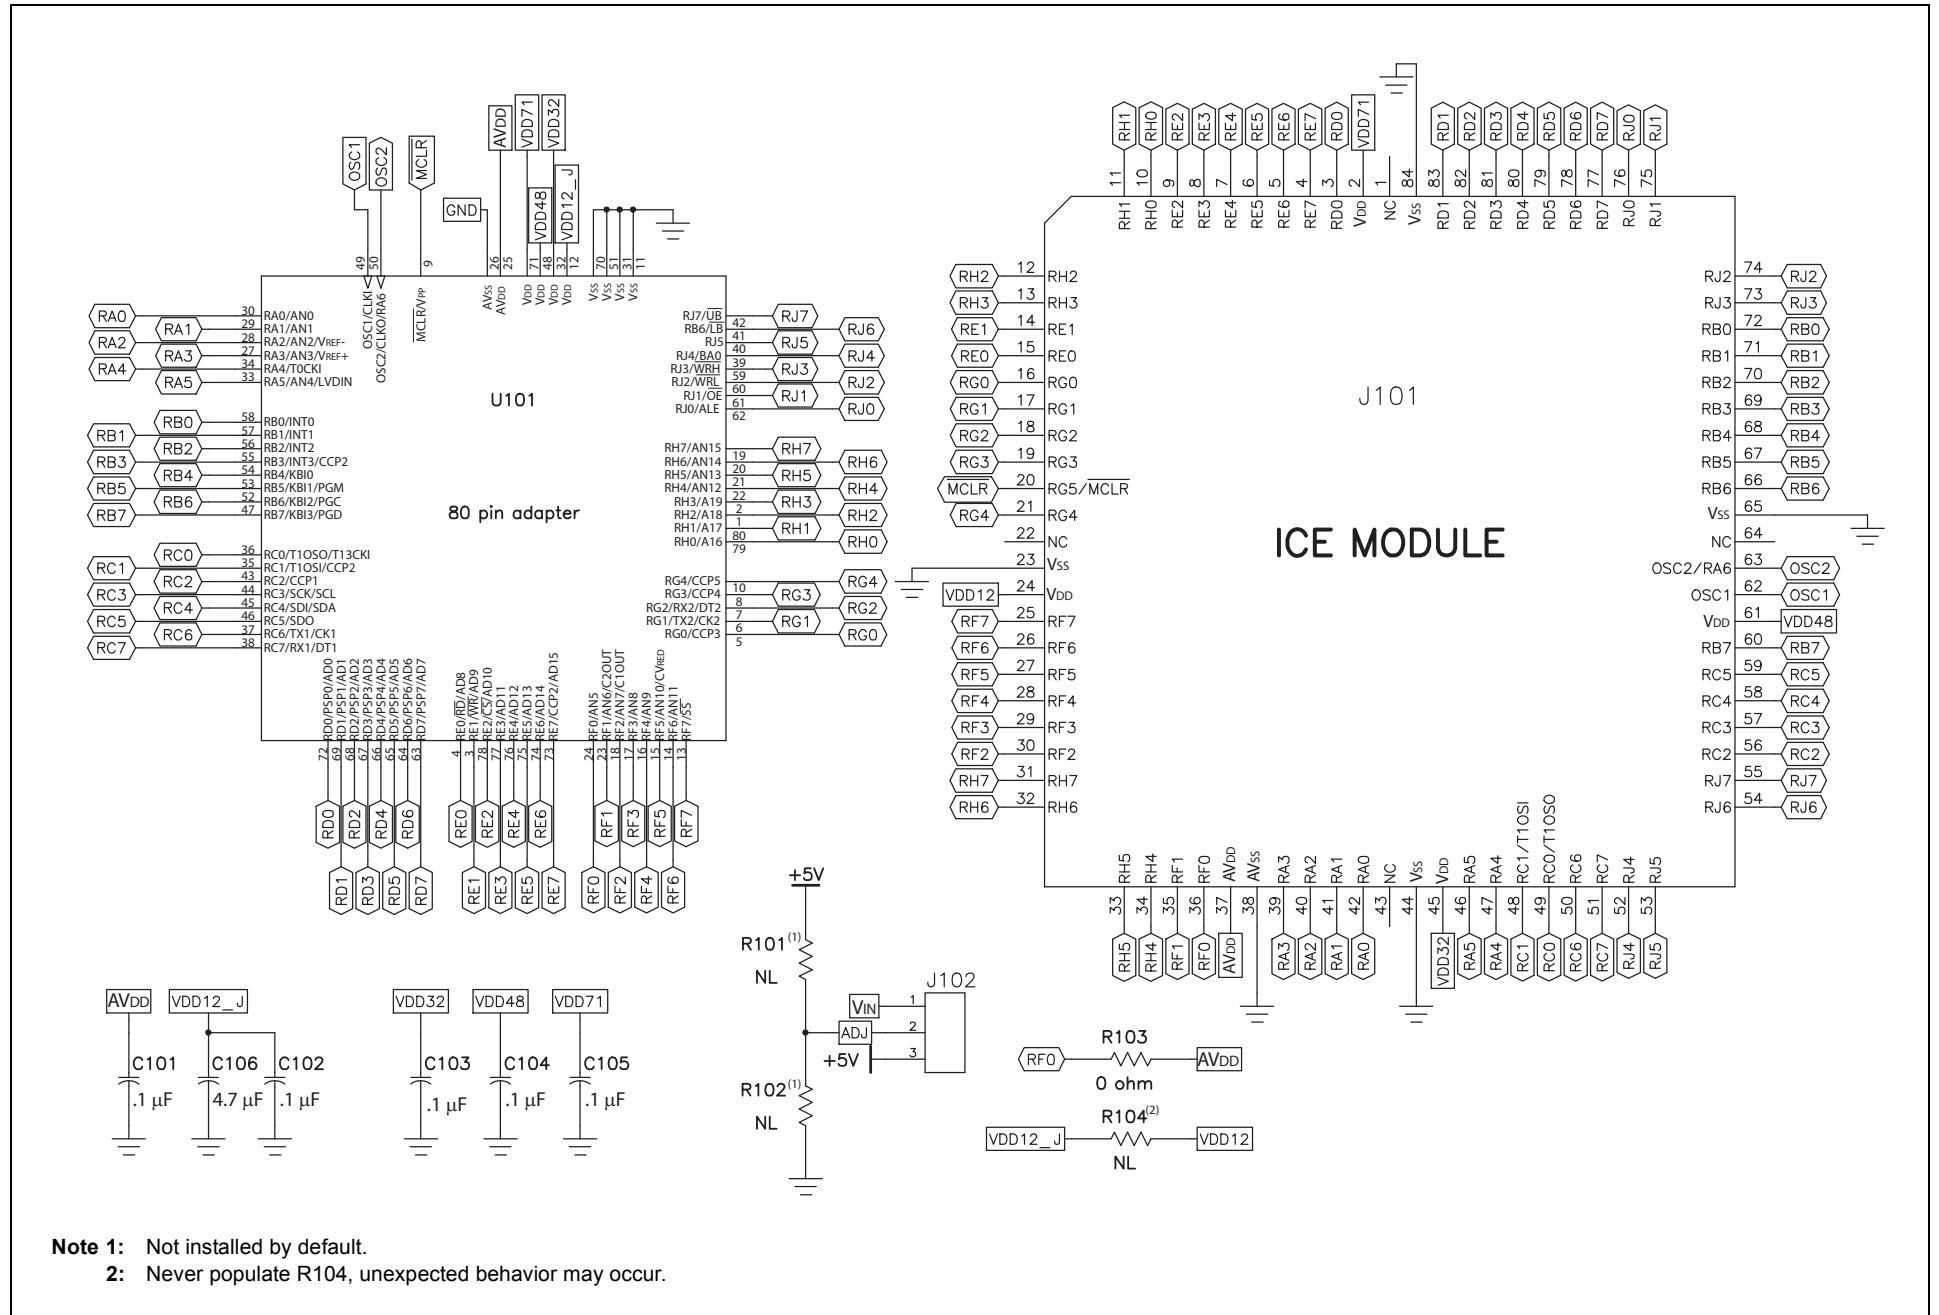 OSC1
OSC2
MCLR
GND
AVDD
VDD71
VDD48
VDD32
VDD12_J
49
50
9
26
25
71
48
32
12
70
51
31
11
OSC1/CLKI
OSC2/CLKO/RA6
MCLR/VPP
AVSS
AVDD
VDD
VDD
VDD
VDD
VSS
VSS
VSS
VSS
RA0 30 RA0/AN0
RA1 29 RA1/AN1
RA2 28 RA2/AN2/VREF-
RA3 27 RA3/AN3/VREF+
RA4 34 RA4/T0CKI
RA5 33 RA5/AN4/LVDIN
RB0 58 RB0/INT0
RB1 57 RB1/INT1
RB2 56 RB2/INT2
RB3 55 RB3/INT3/CCP2
RB4 54 RB4/KBI0
RB5 53 RB5/KBI1/PGM
RB6 52 RB6/KBI2/PGC
RB7 47 RB7/KBI3/PGD
RC0 36 RC0/T1OSO/T13CKI
RC1 35 RC1/T1OSI/CCP2
RC2 43 RC2/CCP1
RC3 44 RC3/SCK/SCL
RC4 45 RC4/SDI/SDA
RC5 46 RC5/SDO
RC6 37 RC6/TX1/CK1
RC7 38 RC7/RX1/DT1
U101
80 pin adapter
RJ7/UB RJ7
RB6/LB 42 RJ6
RJ5 41 RJ5
RJ4/BA0 40 RJ4
RJ3/WRH 39 RJ3
RJ2/WRL 59 RJ2
RJ1/OE 60 RJ1
RJ0/ALE 61 RJ0
62
RH7/AN15 RH7
RH6/AN14 19 RH6
RH5/AN13 20 RH5
RH4/AN12 21 RH4
RH3/A19 22 RH3
RH2/A18 2 RH2
RH1/A17 1 RH1
RH0/A16 80 RH0
79
RG4/CCP5 RG4
RG3/CCP4 10 RG3
RG2/RX2/DT2 8 RG2
RG1/TX2/CK2 7 RG1
RG0/CCP3 6 RG0
5
RD0/PSP0/AD0 72 RD0
RD1/PSP1/AD1 69 RD1
RD2/PSP2/AD2 68 RD2
RD3/PSP3/AD3 67 RD3
RD4/PSP4/AD4 66 RD4
RD5/PSP5/AD5 65 RD5
RD6/PSP6/AD6 64 RD6
RD7/PSP7/AD7 63 RD7
RE0/RD/AD8 4 RE0
RE1/WR/AD9 3 RE1
RE2/CS/AD10 78 RE2
RE3/AD11 77 RE3
RE4/AD12 76 RE4
RE5/AD13 75 RE5
RE6/AD14 74 RE6
RE7/CCP2/AD15 73 RE7
RF0/AN5 24 RF0
RF1/AN6/C2OUT 23 RF1
RF2/AN7/C1OUT 18 RF2
RF3/AN8 17 RF3
RF4/AN9 16 RF4
RF5/AN10/CVRED 15 RF5
RF6/AN11 14 RF6
RF7/SS 13 RF7
RH1 11 RH1
RH0 10 RH0
RE2 9 RE2
RE3 8 RE3
RE4 7 RE4
RE5 6 RE5
RE6 5 RE6
RE7 4 RE7
RD0 3 RD0
VDD71 2 VDD
1 NC
84 VSS
RD1 83 RD1
RD2 82 RD2
RD3 81 RD3
RD4 80 RD4
RD5 79 RD5
RD6 78 RD6
RD7 77 RD7
RJ0 76 RJ0
RJ1 75 RJ1
RH2 12 RH2
RH3 13 RH3
RE1 14 RE1
RE0 15 RE0
RG0 16 RG0
RG1 17 RG1
RG2 18 RG2
RG3 19 RG3
MCLR 20 RG5/MCLR
RG4 21 RG4
22 NC
23 VSS
VDD12 24 VDD
RF7 25 RF7
RF6 26 RF6
RF5 27 RF5
RF4 28 RF4
RF3 29 RF3
RF2 30 RF2
RH7 31 RH7
RH6 32 RH6
J101
ICE MODULE
RJ2 74 RJ2
RJ3 73 RJ3
RB0 72 RB0
RB1 71 RB1
RB2 70 RB2
RB3 69 RB3
RB4 68 RB4
RB5 67 RB5
RB6 66 RB6
VSS 65
NC 64
OSC2/RA6 63 OSC2
OSC1 62 OSC1
VDD 61 VDD48
RB7 60 RB7
RC5 59 RC5
RC4 58 RC4
RC3 57 RC3
RC2 56 RC2
RJ7 55 RJ7
RJ6 54 RJ6
RH5 33 RH5
RH4 34 RH4
RF1 35 RF1
RF0 36 RF0
AVDD 37 AVDD
AVSS 38
RA3 39 RA3
RA2 40 RA2
RA1 41 RA1
RA0 42 RA0
NC 43
VSS 44
VDD 45 VDD32
RA5 46 RA5
RA4 47 RA4
RC1/T1OSI 48 RC1
RC0/T1OSO 49 RC0
RC6 50 RC6
RC7 51 RC7
RJ4 52 RJ4
RJ5 53 RJ5
AVDD
C101
.1 µF
VDD12_J
C106
4.7 µF
C102
.1 µF
VDD32
C103
.1 µF
VDD48
C104
.1 µF
VDD71
C105
.1 µF
+5V
R101(1)
NL
R102(1)
NL
J102
VIN 1
ADJ 2
+5V 3
R103
RF0 AVDD
0 ohm
R104(2)
VDD12_J VDD12
NL
Note 1: Not installed by default.
2: Never populate R104, unexpected behavior may occur.